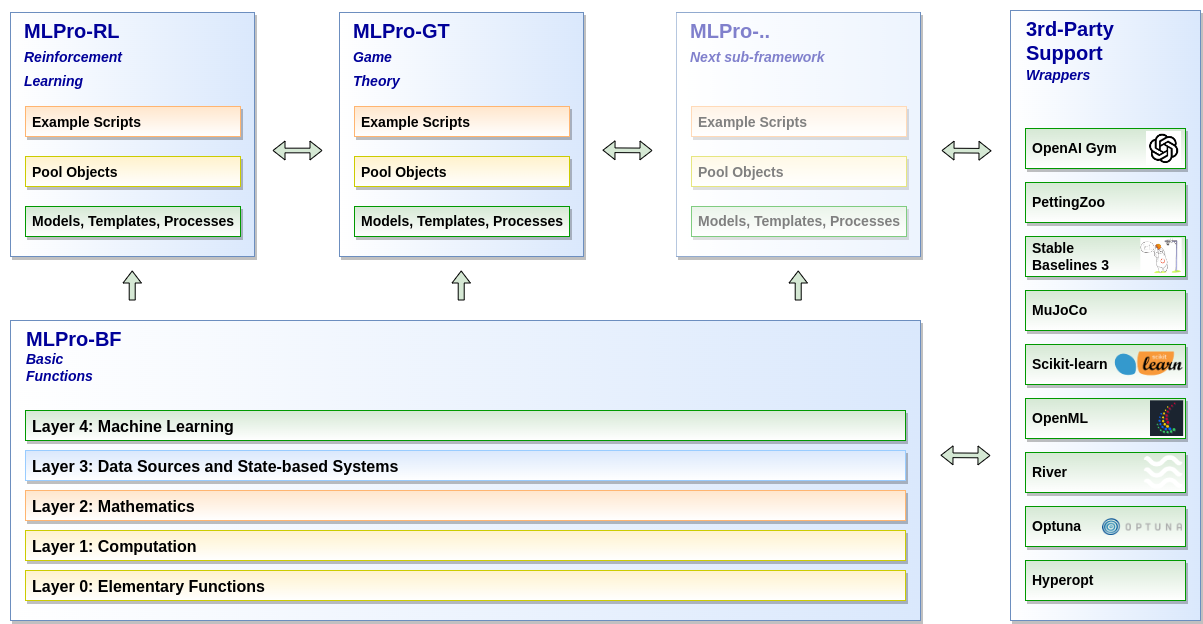 MLPro-RL
Reinforcement
Learning
Example Scripts
Pool Objects
Models, Templates, Processes
MLPro-GT
Game
Theory
Example Scripts
Pool Objects
Models, Templates, Processes
MLPro-..
Next sub-framework
Example Scripts
Pool Objects
Models, Templates, Processes
MLPro-BF
Basic
Functions
Layer 4: Machine Learning
Layer 3: Data Sources and State-based Systems
Layer 2: Mathematics
Layer 1: Computation
Layer 0: Elementary Functions
3rd-Party
Support
Wrappers
OpenAI Gym
PettingZoo
Stable
Baselines 3
MuJoCo
Scikit-learn
scikit
learn
OpenML
River
Optuna
OPTUNA
Hyperopt